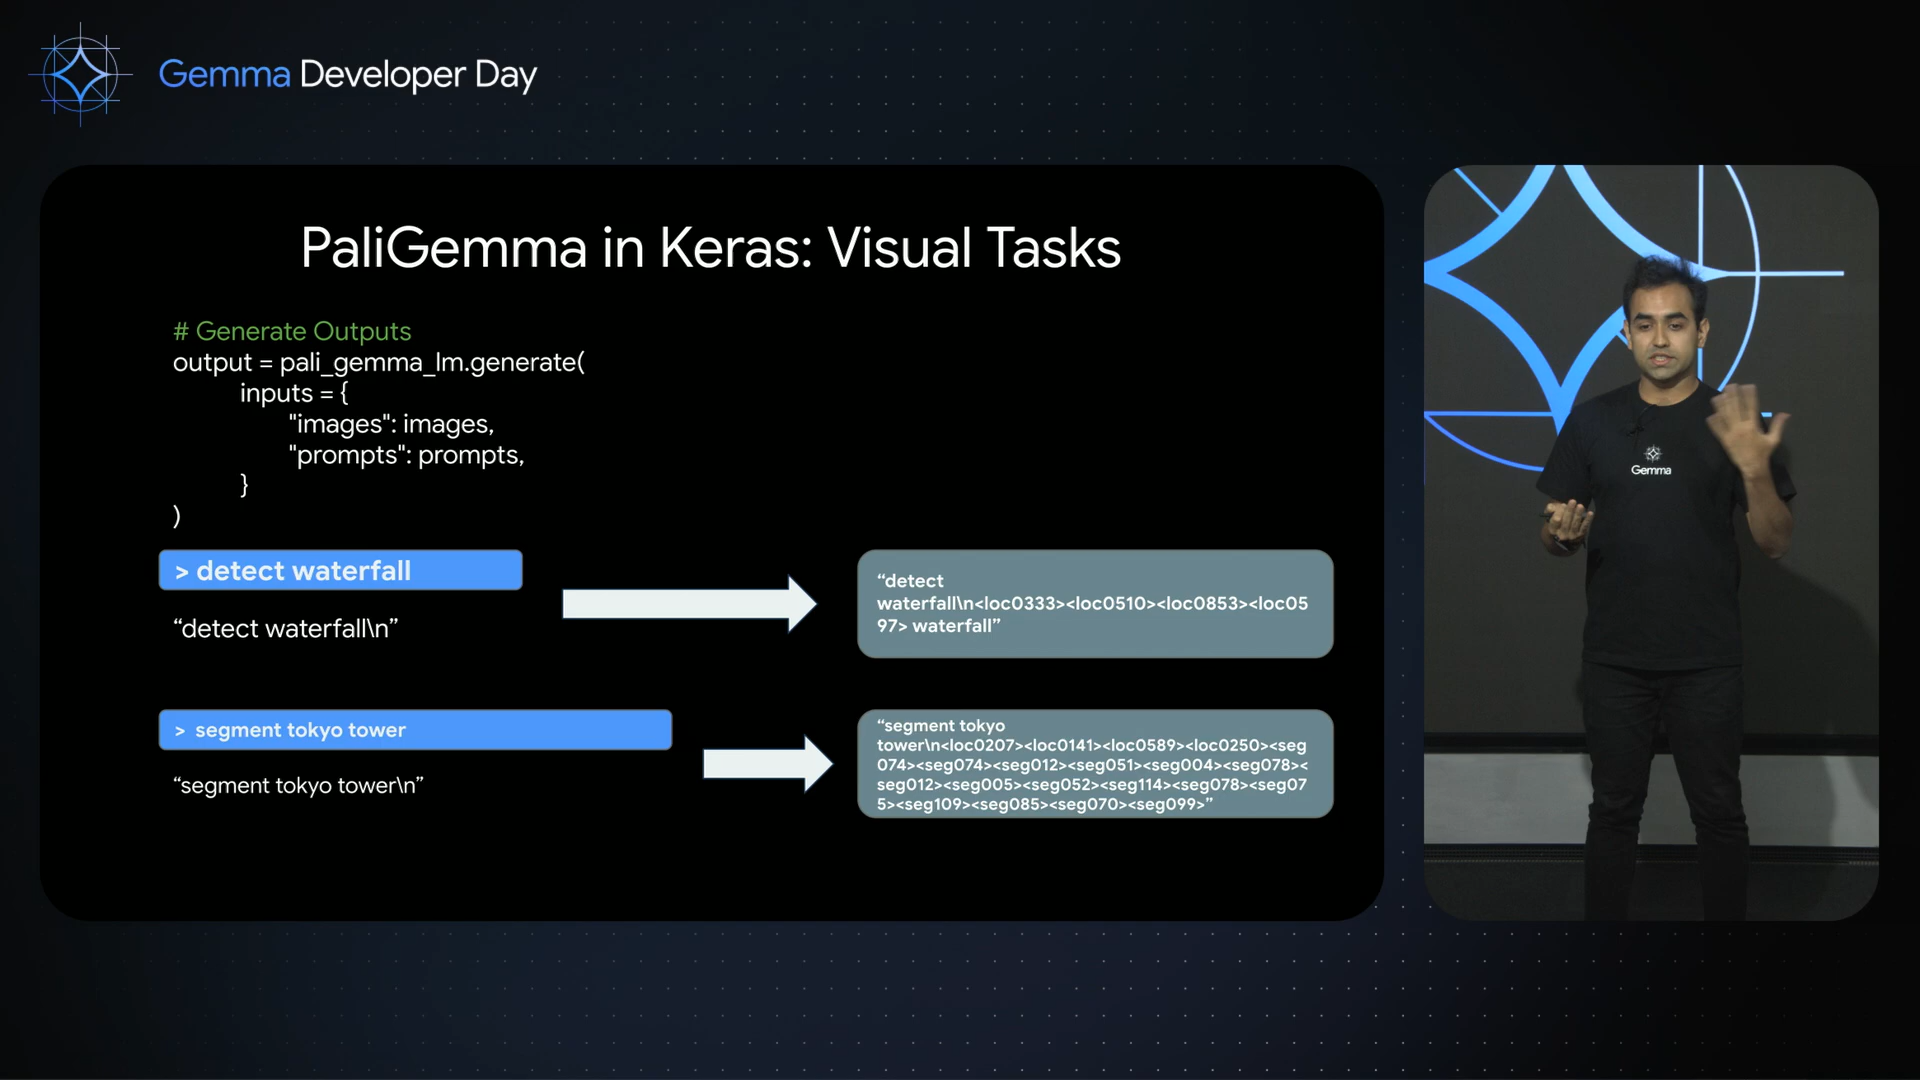 Gemma Developer Day
PaliGemma in Keras: Visual Tasks
# Generate Outputs
output = pali_gemma_lm.generate(
inputs = {
"images": images,
"prompts": prompts,
}
)
> detect waterfall
“detect waterfall\n”
“detect
waterfall\n<loc0333><loc0510><loc0853><loc05
97> waterfall”
> segment tokyo tower
“segment tokyo tower\n”
“segment tokyo
tower\n<loc0207><loc0141><loc0589><loc0250><seg
074><seg074><seg012><seg051><seg004><seg078><
seg012><seg005><seg052><seg114><seg078><seg07
5><seg109><seg085><seg070><seg099>”
Gemma